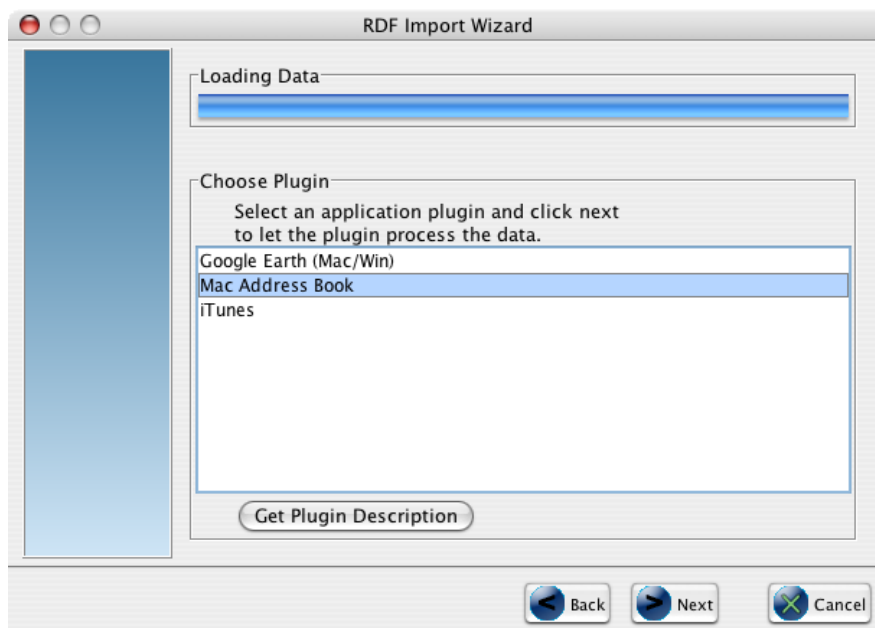 RDF Import Wizard
Loading Data
Choose Plugin
Select an application plugin and click next
to let the plugin process the data.
Google Earth (Mac/Win)
Mac Address Book
iTunes
Get Plugin Description
< Back > Next X Cancel